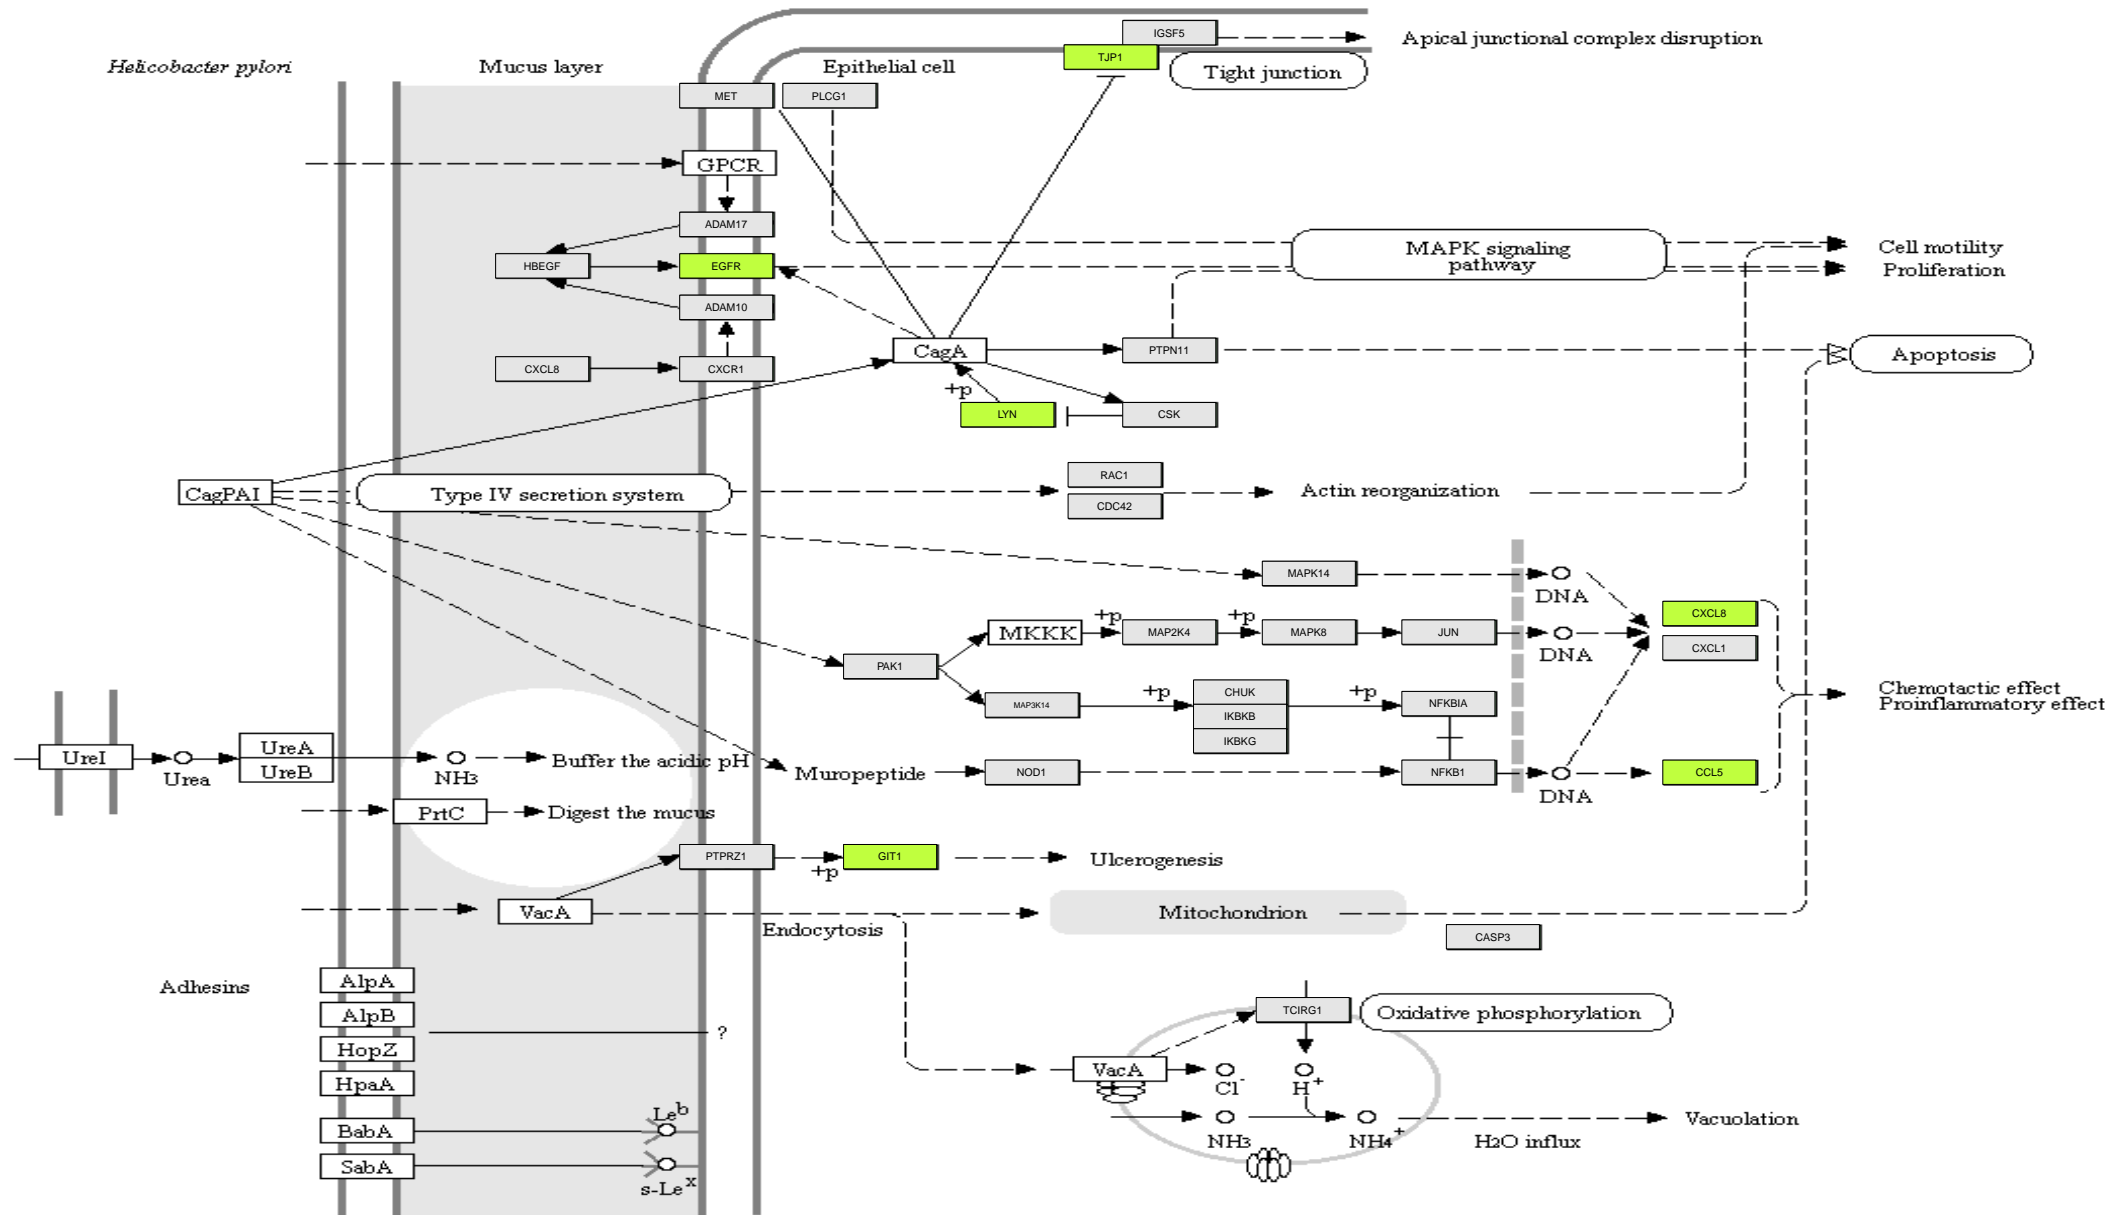 IGSF5
Apical junctional complex disruption
TJP1
Helicobacter pylori
Mucus layer
Epithelial cell
Tight junction
MET
PLCG1
GPCR
ADAM17
HBEGF
EGFR
MAPK signaling
pathway
Cell motility
Proliferation
ADAM10
CagA
PTPN11
Apoptosis
CXCL8
CXCR1
+p
LYN
CSK
CagPAI
Type IV secretion system
RAC1
CDC42
Actin reorganization
MAPK14
DNA
CXCL8
MKKK
+p
MAP2K4
+p
MAPK8
JUN
DNA
CXCL1
PAK1
MAP3K14
+p
CHUK
IKBKB
IKBKG
+p
NFKBIA
Chemotactic effect
Proinflammatory effect
UreI
Urea
UreA
UreB
NH3
Buffer the acidic pH
Muropeptide
NOD1
NFKB1
DNA
CCL5
PrtC
Digest the mucus
PTPRZ1
+p
GIT1
Ulcerogenesis
VacA
Endocytosis
Mitochondrion
CASP3
Adhesins
AlpA
AlpB
HopZ
HpaA
BabA
SabA
?
Leb
s-Lex
TCIRG1
Oxidative phosphorylation
VacA
Cl-
H+
NH3
NH4+
H2O influx
Vacuolation